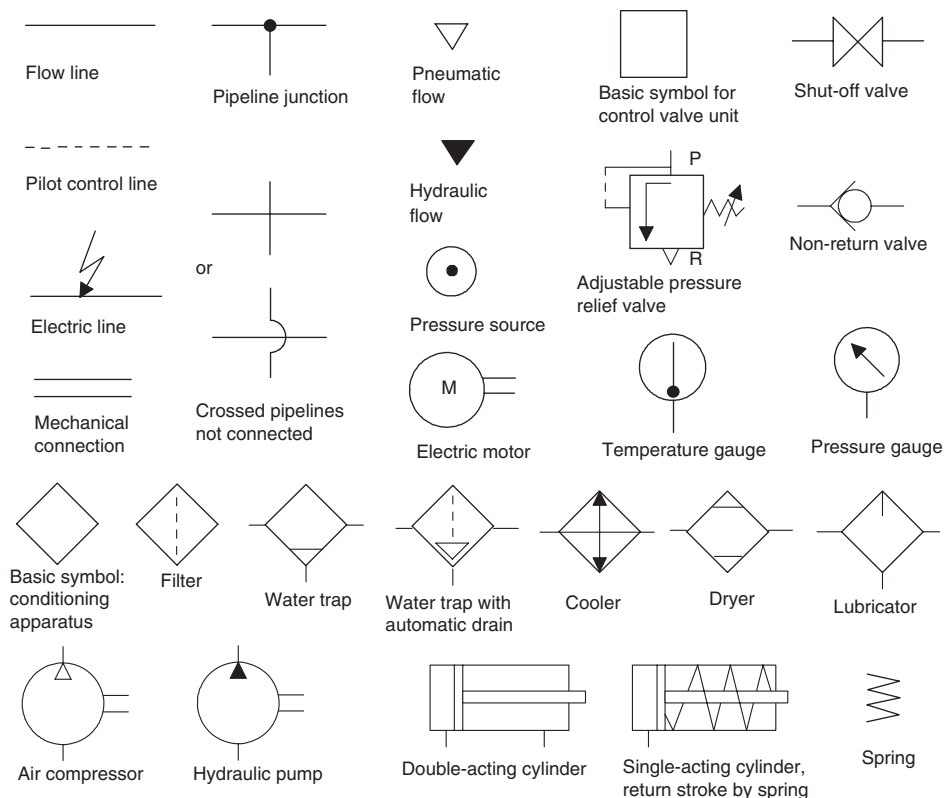 Flow line
Pipeline junction
Pneumatic
flow
Basic symbol for
control valve unit
Shut-off valve
Pilot control line
Hydraulic
flow
P
R
Adjustable pressure
relief valve
Non-return valve
or
Electric line
Pressure source
Mechanical
connection
Crossed pipelines
not connected
M
Electric motor
Temperature gauge
Pressure gauge
Basic symbol:
conditioning
apparatus
Filter
Water trap
Water trap with
automatic drain
Cooler
Dryer
Lubricator
Air compressor
Hydraulic pump
Double-acting cylinder
Single-acting cylinder,
return stroke by spring
Spring